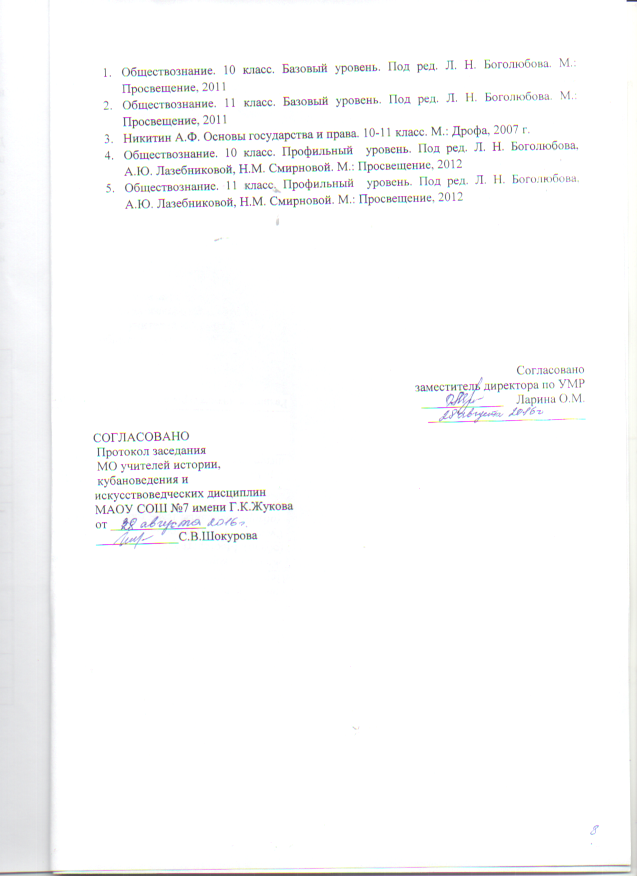 1. Обществознание. 10 класс. Базовый уровень. Под ред. Л. Н. Боголюбова. М.:
Просвещение, 2011
2. Обществознание. 11 класс. Базовый уровень. Под ред. Л. Н. Боголюбова. М.:
Просвещение, 2011
3. Никитин А.Ф. Основы государства и права. 10-11 класс. М.: Дрофа, 2007 г.
4. Обществознание. 10 класс. Профильный уровень. Под ред. Л. Н. Боголюбова,
А.Ю. Лазебниковой, Н.М. Смирновой. М.: Просвещение, 2012
5. Обществознание. 11 класс. Профильный уровень. Под ред. Л. Н. Боголюбова,
А.Ю. Лазебниковой, Н.М. Смирновой. М.: Просвещение, 2012
Согласовано
заместитель директора по УМР
Ларина О.М.
28 августа 2016 г
СОГЛАСОВАНО
Протокол заседания
МО учителей истории,
кубановедения и
искусствоведческих дисциплин
МАОУ СОШ №7 имени Г.К.Жукова
от 28 августа 2016 г.
С.В.Шокурова
8